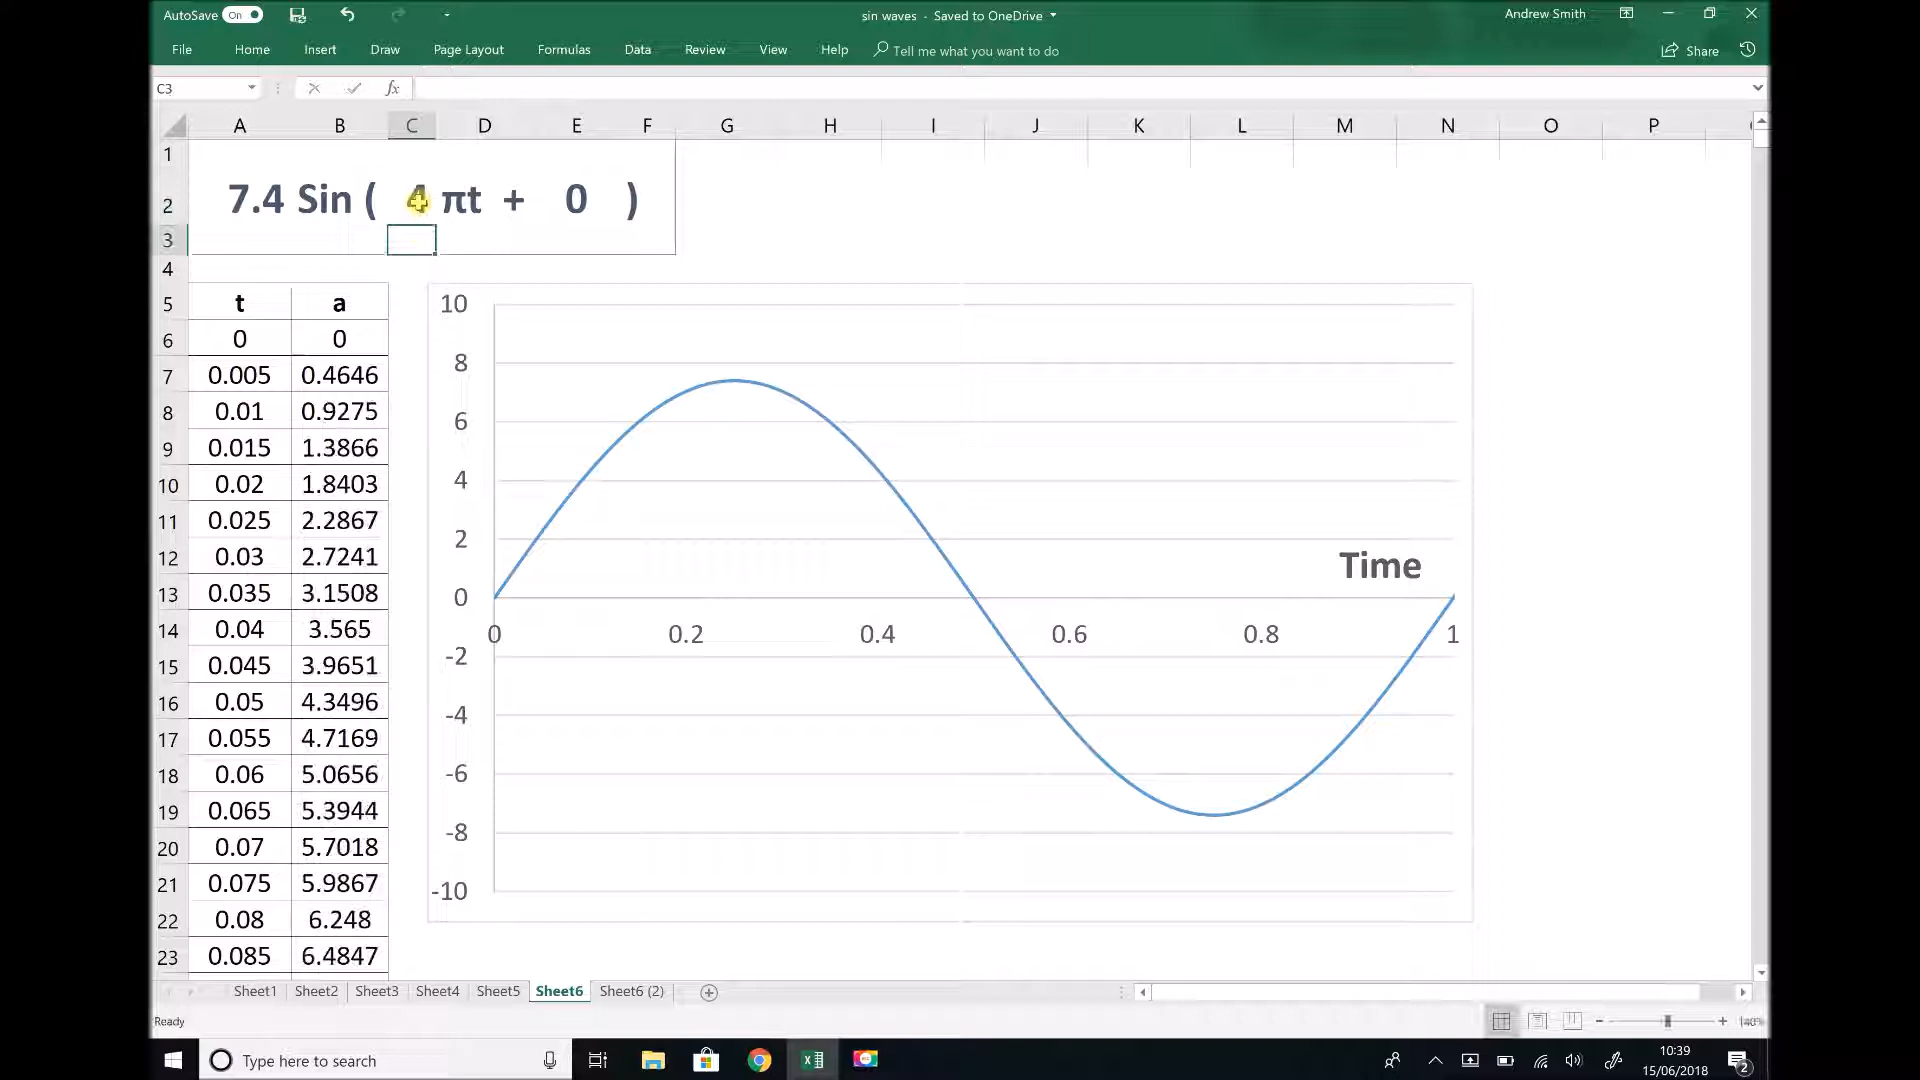 AutoSave On
sin waves - Saved to OneDrive
Andrew Smith
File Home Insert Draw Page Layout Formulas Data Review View Help Tell me what you want to do Share
C3 fx
A B C D E F G H I J K L M N O P
1
2 7.4 Sin ( 4 πt + 0 )
3
4
5 t a
6 0 0
7 0.005 0.4646
8 0.01 0.9275
9 0.015 1.3866
10 0.02 1.8403
11 0.025 2.2867
12 0.03 2.7241
13 0.035 3.1508
14 0.04 3.565
15 0.045 3.9651
16 0.05 4.3496
17 0.055 4.7169
18 0.06 5.0656
19 0.065 5.3944
20 0.07 5.7018
21 0.075 5.9867
22 0.08 6.248
23 0.085 6.4847
10
8
6
4
2
Time
0
0 0.2 0.4 0.6 0.8 1
-2
-4
-6
-8
-10
Sheet1 Sheet2 Sheet3 Sheet4 Sheet5 Sheet6 Sheet6 (2)
Ready
140%
Type here to search
10:39
15/06/2018
2